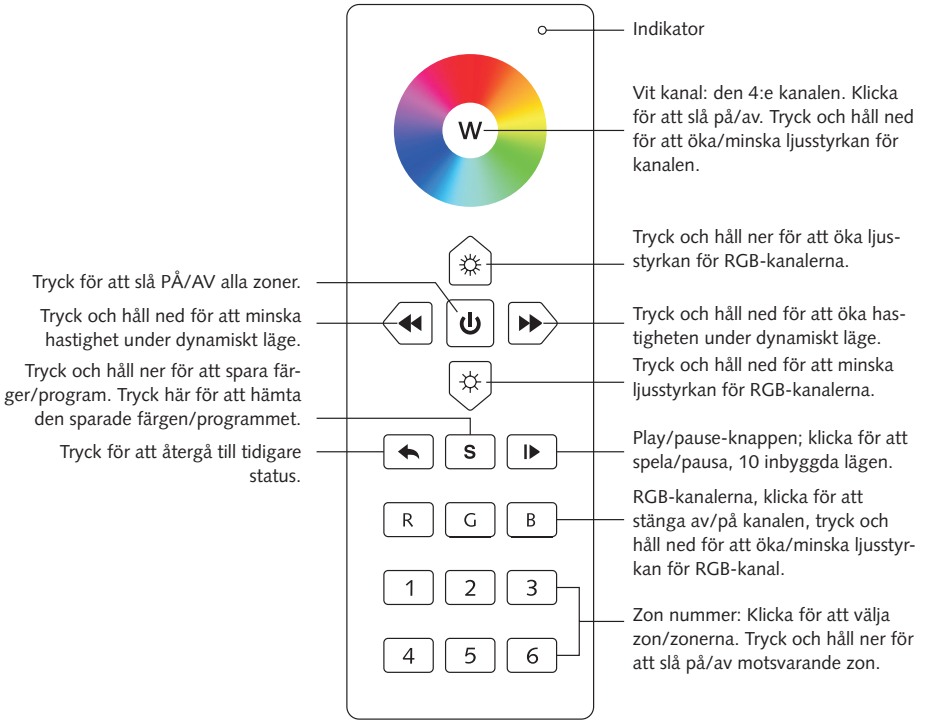 Indikator
Vit kanal: den 4:e kanalen. Klicka
för att slå på/av. Tryck och håll ned
för att öka/minska ljusstyrkan för
kanalen.
W
Tryck och håll ner för att öka ljus-
styrkan för RGB-kanalerna.
Tryck för att slå PÅ/AV alla zoner.
Tryck och håll ned för att minska
hastighet under dynamiskt läge.
Tryck och håll ned för att öka has-
tigheten under dynamiskt läge.
Tryck och håll ned för att minska
ljusstyrkan för RGB-kanalerna.
Tryck och håll ner för att spara fär-
ger/program. Tryck här för att hämta
den sparade färgen/programmet.
Tryck för att återgå till tidigare
status.
S
Play/pause-knappen; klicka för att
spela/pausa, 10 inbyggda lägen.
R G B
RGB-kanalerna, klicka för att
stänga av/på kanalen, tryck och
håll ned för att öka/minska ljusstyr-
kan för RGB-kanal.
1 2 3
4 5 6
Zon nummer: Klicka för att välja
zon/zonerna. Tryck och håll ner för
att slå på/av motsvarande zon.